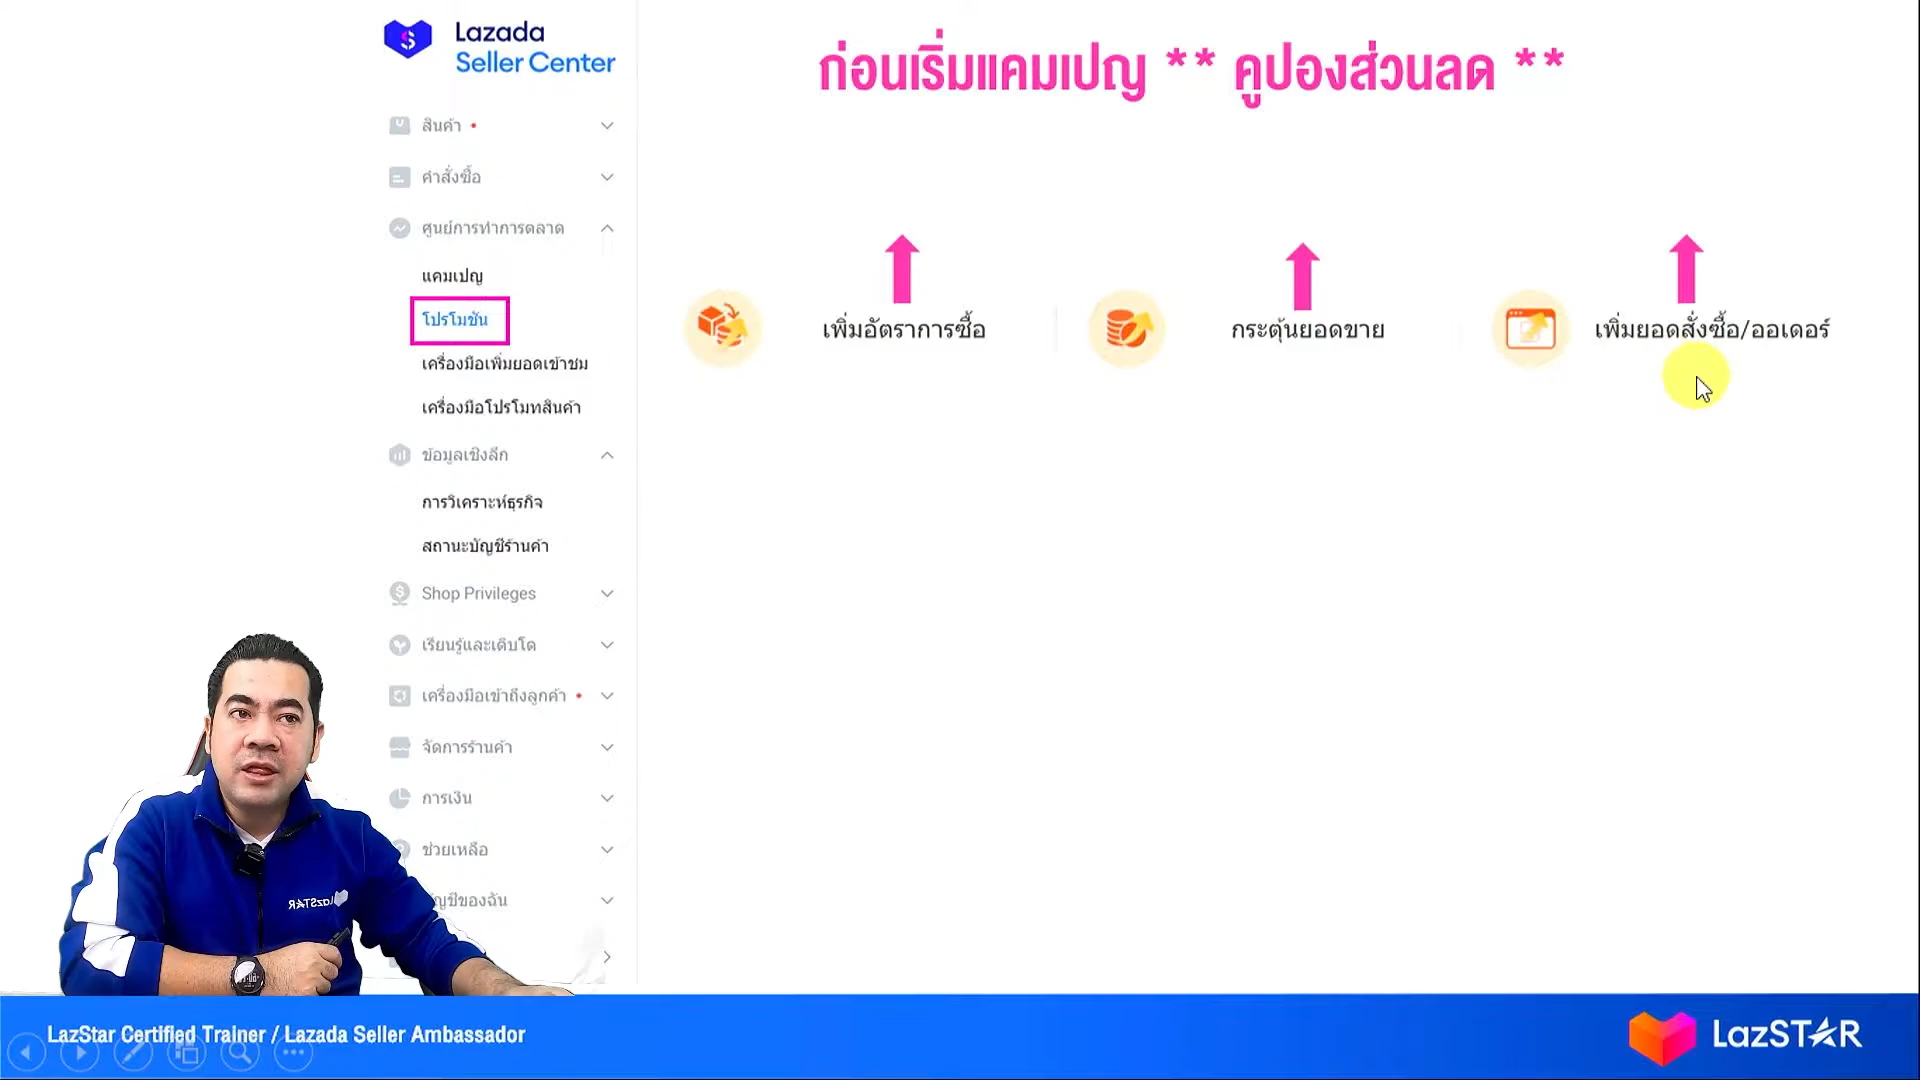 Lazada
Seller Center
ก่อนเริ่มแคมเปญ ** คูปองส่วนลด **
สินค้า
คำสั่งซื้อ
ศูนย์การทำการตลาด
แคมเปญ
โปรโมชัน
เครื่องมือเพิ่มยอดเข้าชม
เครื่องมือโปรโมทสินค้า
ข้อมูลเชิงลึก
การวิเคราะห์ธุรกิจ
สถานะบัญชีร้านค้า
Shop Privileges
เรียนรู้และเติบโต
เครื่องมือเข้าถึงลูกค้า
จัดการร้านค้า
การเงิน
ช่วยเหลือ
เพิ่มอัตราการซื้อ
กระตุ้นยอดขาย
เพิ่มยอดสั่งซื้อ/ออเดอร์
LazSTAR
LazStar Certified Trainer / Lazada Seller Ambassador
LazSTAR